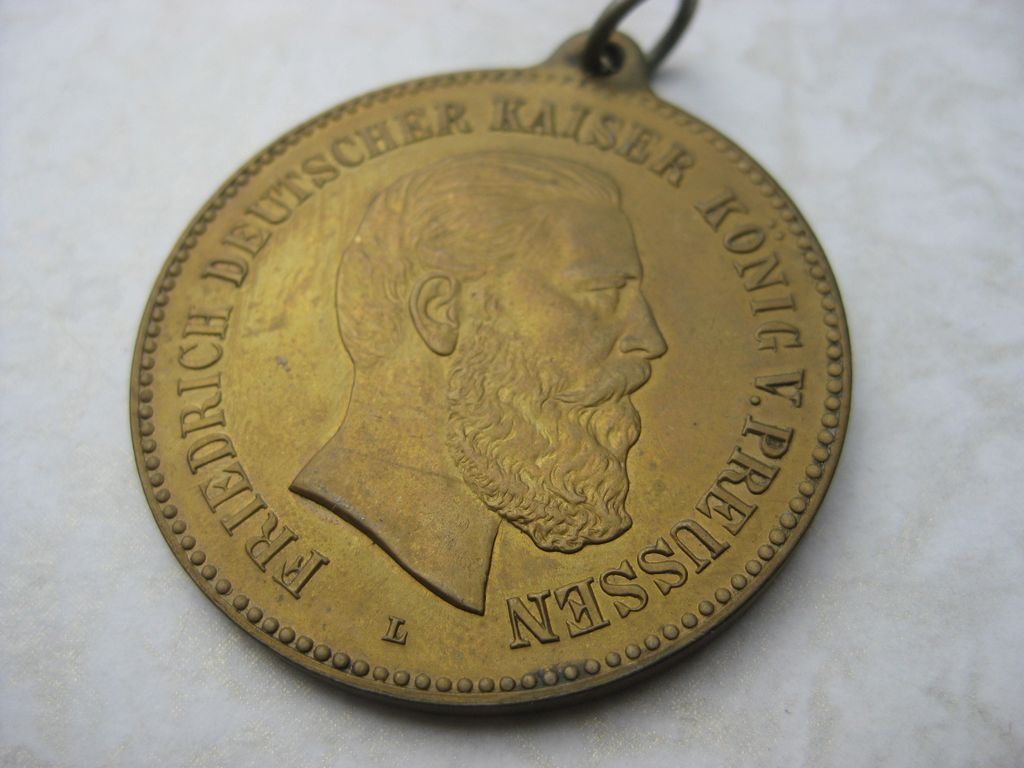 FRIEDRICH DEUTSCHER KAISER KÖNIG V. PREUSSEN
L